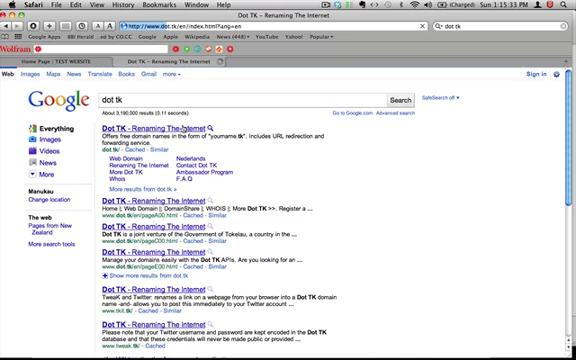 Safari File Edit View History Bookmarks Window Help
(Charged) Sun 1:15:33 PM
Dot TK - Renaming The Internet
http://www.dot.tk/en/index.html?lang=en
dot tk
Google Apps BBC Apple Wikipedia News (448) YouTube Popular
Wolfram
Home Page | TEST WEBSITE
Dot TK - Renaming The Internet
Web Images Maps News Translate Books Gmail more
Sign in
Google
dot tk
Search
SafeSearch off
About 3,190,000 results (0.11 seconds)
Go to Google.com Advanced search
Everything
Images
Videos
News
More
Manukau
Change location
The web
Pages from New
Zealand
More search tools
Dot TK - Renaming The Internet
Offers free domain names in the form of "yourname.tk". Includes URL redirection and
forwarding service.
dot.tk/ - Cached - Similar
Web Domain Nederlands
Renaming The Internet Contact Dot TK
More Dot TK Ambassador Program
Whois F.A.Q
More results from dot.tk »
Dot TK - Renaming The Internet
Home |; My Domains |; DomainShare |; WHOIS |; More Dot TK >>. Register a ...
www.dot.tk/en/pageA00.html - Cached - Similar
Dot TK - Renaming The Internet
Dot TK is a joint venture of the Government of Tokelau, a country in the ...
www.dot.tk/en/pageC00.html - Cached - Similar
Dot TK - Renaming The Internet
Manage your domains easily with the Dot TK APIs. Are you looking for an ...
www.dot.tk/en/pageE00.html - Cached - Similar
Show more results from dot.tk
Dot TK - Renaming The Internet
TweaK and Twitter: renames a link on a webpage from your browser into a Dot TK domain
name -and- allows you to post this immediately to your Twitter account ...
www.tkit.tk/ - Cached - Similar
Dot TK - Renaming The Internet
Please note that your Twitter username and password are kept encoded in the Dot TK
database and that these credentials will never be made public or provided ...
www.tweak.tk/ - Cached